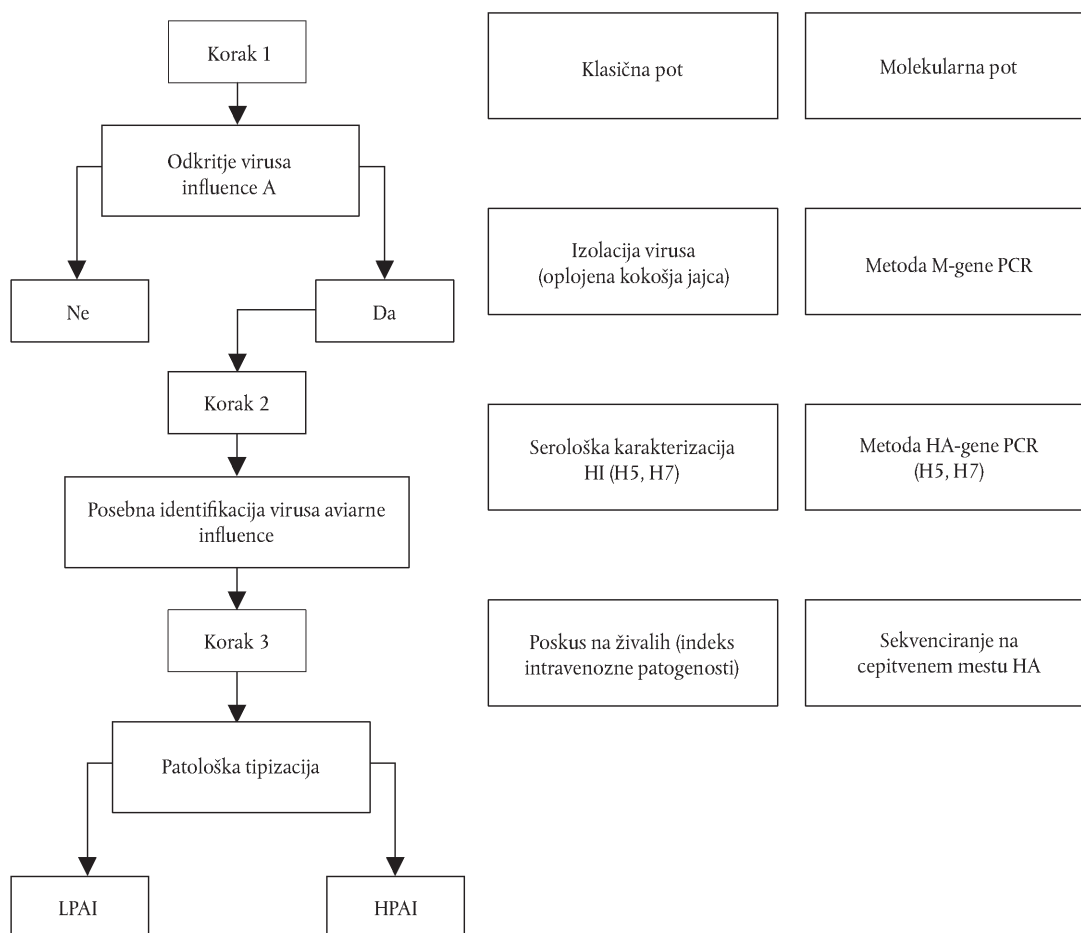 Korak 1
Klasična pot
Molekularna pot
Odkritje virusa
influence A
Izolacija virusa
(oplojena kokošja jajca)
Metoda M-gene PCR
Ne
Da
Korak 2
Serološka karakterizacija
HI (H5, H7)
Metoda HA-gene PCR
(H5, H7)
Posebna identifikacija virusa aviarne
influence
Korak 3
Poskus na živalih (indeks
intravenozne patogenosti)
Sekvenciranje na
cepitvenem mestu HA
Patološka tipizacija
LPAI
HPAI